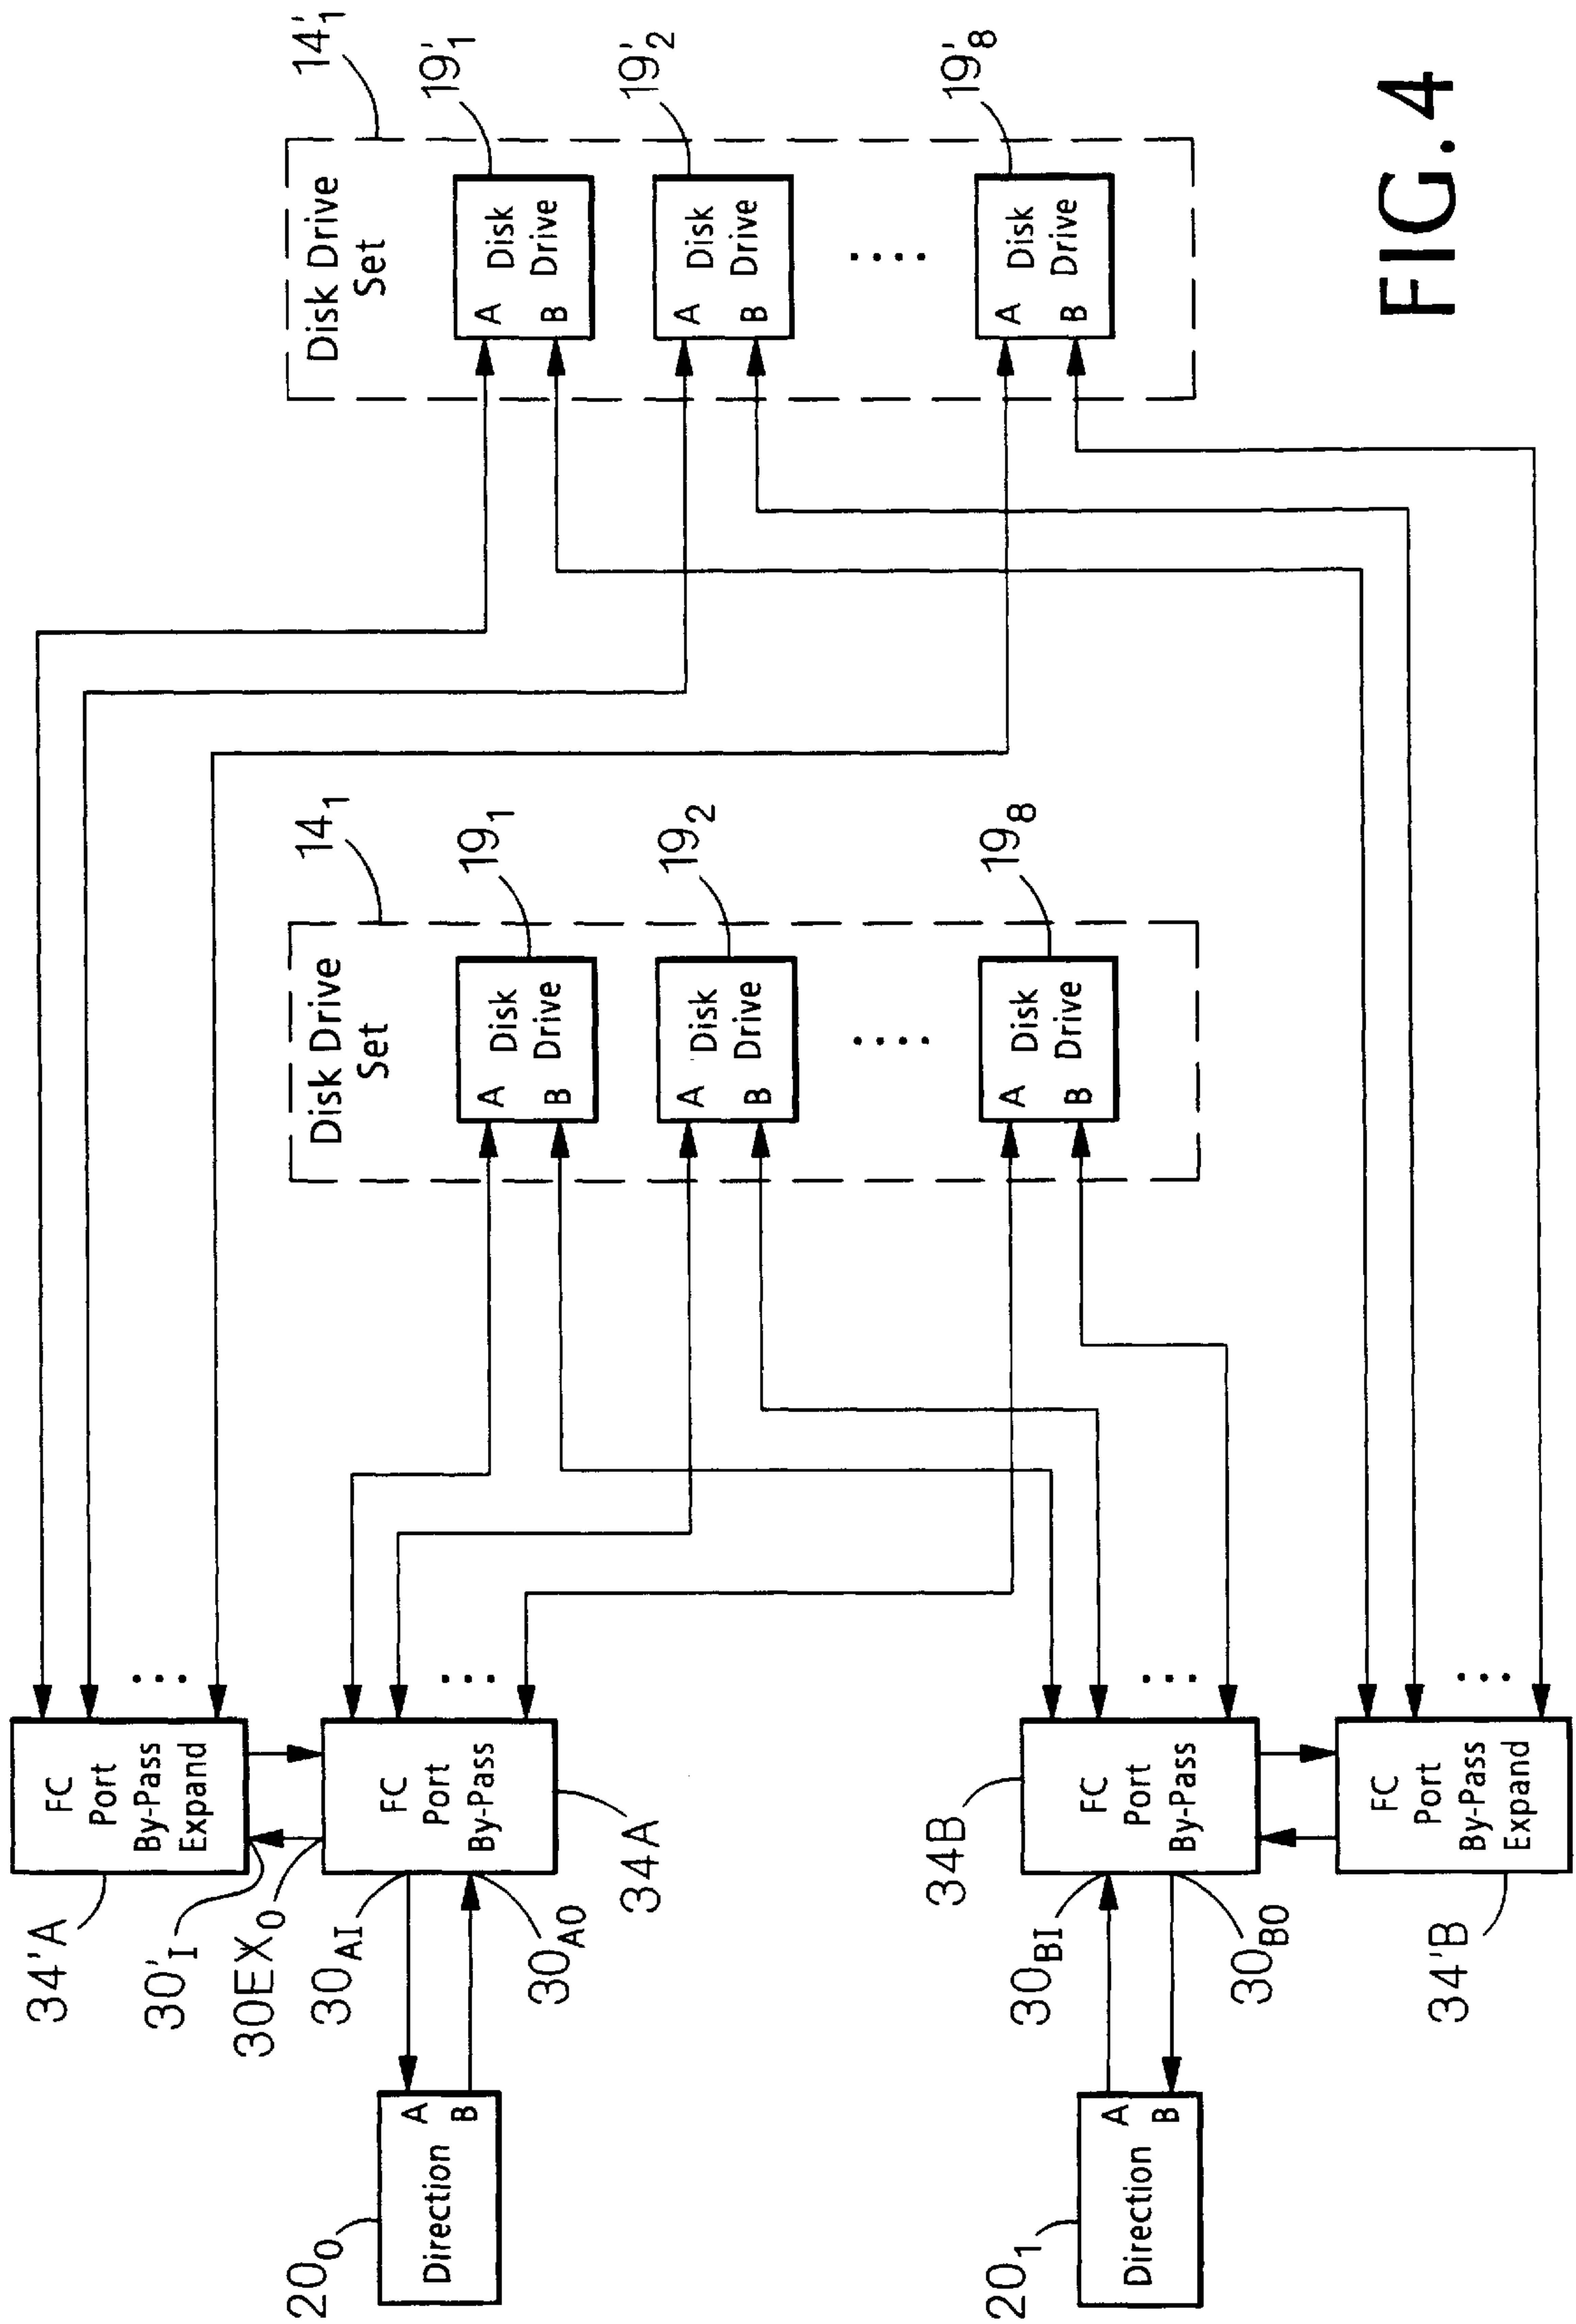 34'A
30'I
30EX0
30AI
30AO
34A
FC
Port
By-Pass
Expand
FC
Port
By-Pass
200
Direction
A
B
201
Direction
A
B
34B
30BI
30BO
34'B
FC
Port
By-Pass
FC
Port
By-Pass
Expand
141
Disk Drive
Set
191
A Disk
B Drive
192
A Disk
B Drive
198
A Disk
B Drive
14'1
Disk Drive
Set
19'1
A Disk
B Drive
19'2
A Disk
B Drive
19'8
A Disk
B Drive
FIG. 4